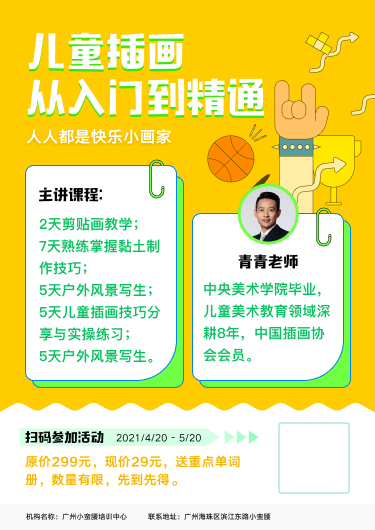 儿童插画
从入门到精通
人人都是快乐小画家
主讲课程：
2天剪贴画教学；
7天熟练掌握黏土制
作技巧；
5天户外风景写生；
5天儿童插画技巧分
享与实操练习；
5天户外风景写生。
青青老师
中央美术学院毕业，
儿童美术教育领域深
耕8年，中国插画协
会会员。
扫码参加活动 2021/4/20 - 5/20
原价299元，现价29元，送重点单词
册，数量有限，先到先得。
机构名称：广州小蛮腰培训中心 联系地址：广州海珠区滨江东路小蛮腰